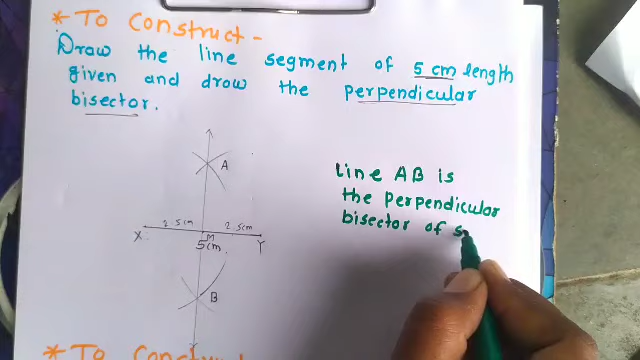 * To Construct -
Draw the line segment of 5 cm length
given and draw the perpendicular
bisector.
A
line AB is
the perpendicular
bisector of s
2.5cm 2.5cm
X M Y
5cm
B
* To Construct